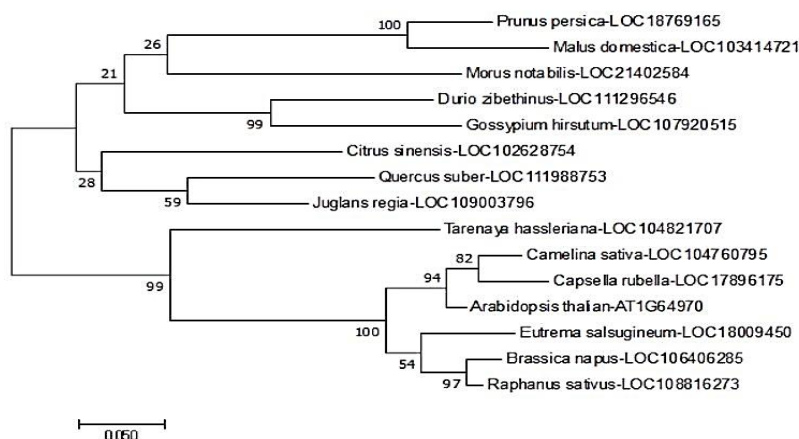 100
Prunus persica-LOC18769165
Malus domestica-LOC103414721
26
Morus notabilis-LOC21402584
21
Durio zibethinus-LOC111296546
99
Gossypium hirsutum-LOC107920515
Citrus sinensis-LOC102628754
28
Quercus suber-LOC111988753
59
Juglans regia-LOC109003796
Tarenaya hassleriana-LOC104821707
99
82
Camelina sativa-LOC104760795
94
Capsella rubella-LOC17896175
Arabidopsis thalian-AT1G64970
100
Eutrema salsugineum-LOC18009450
54
Brassica napus-LOC106406285
97
Raphanus sativus-LOC108816273
0.050